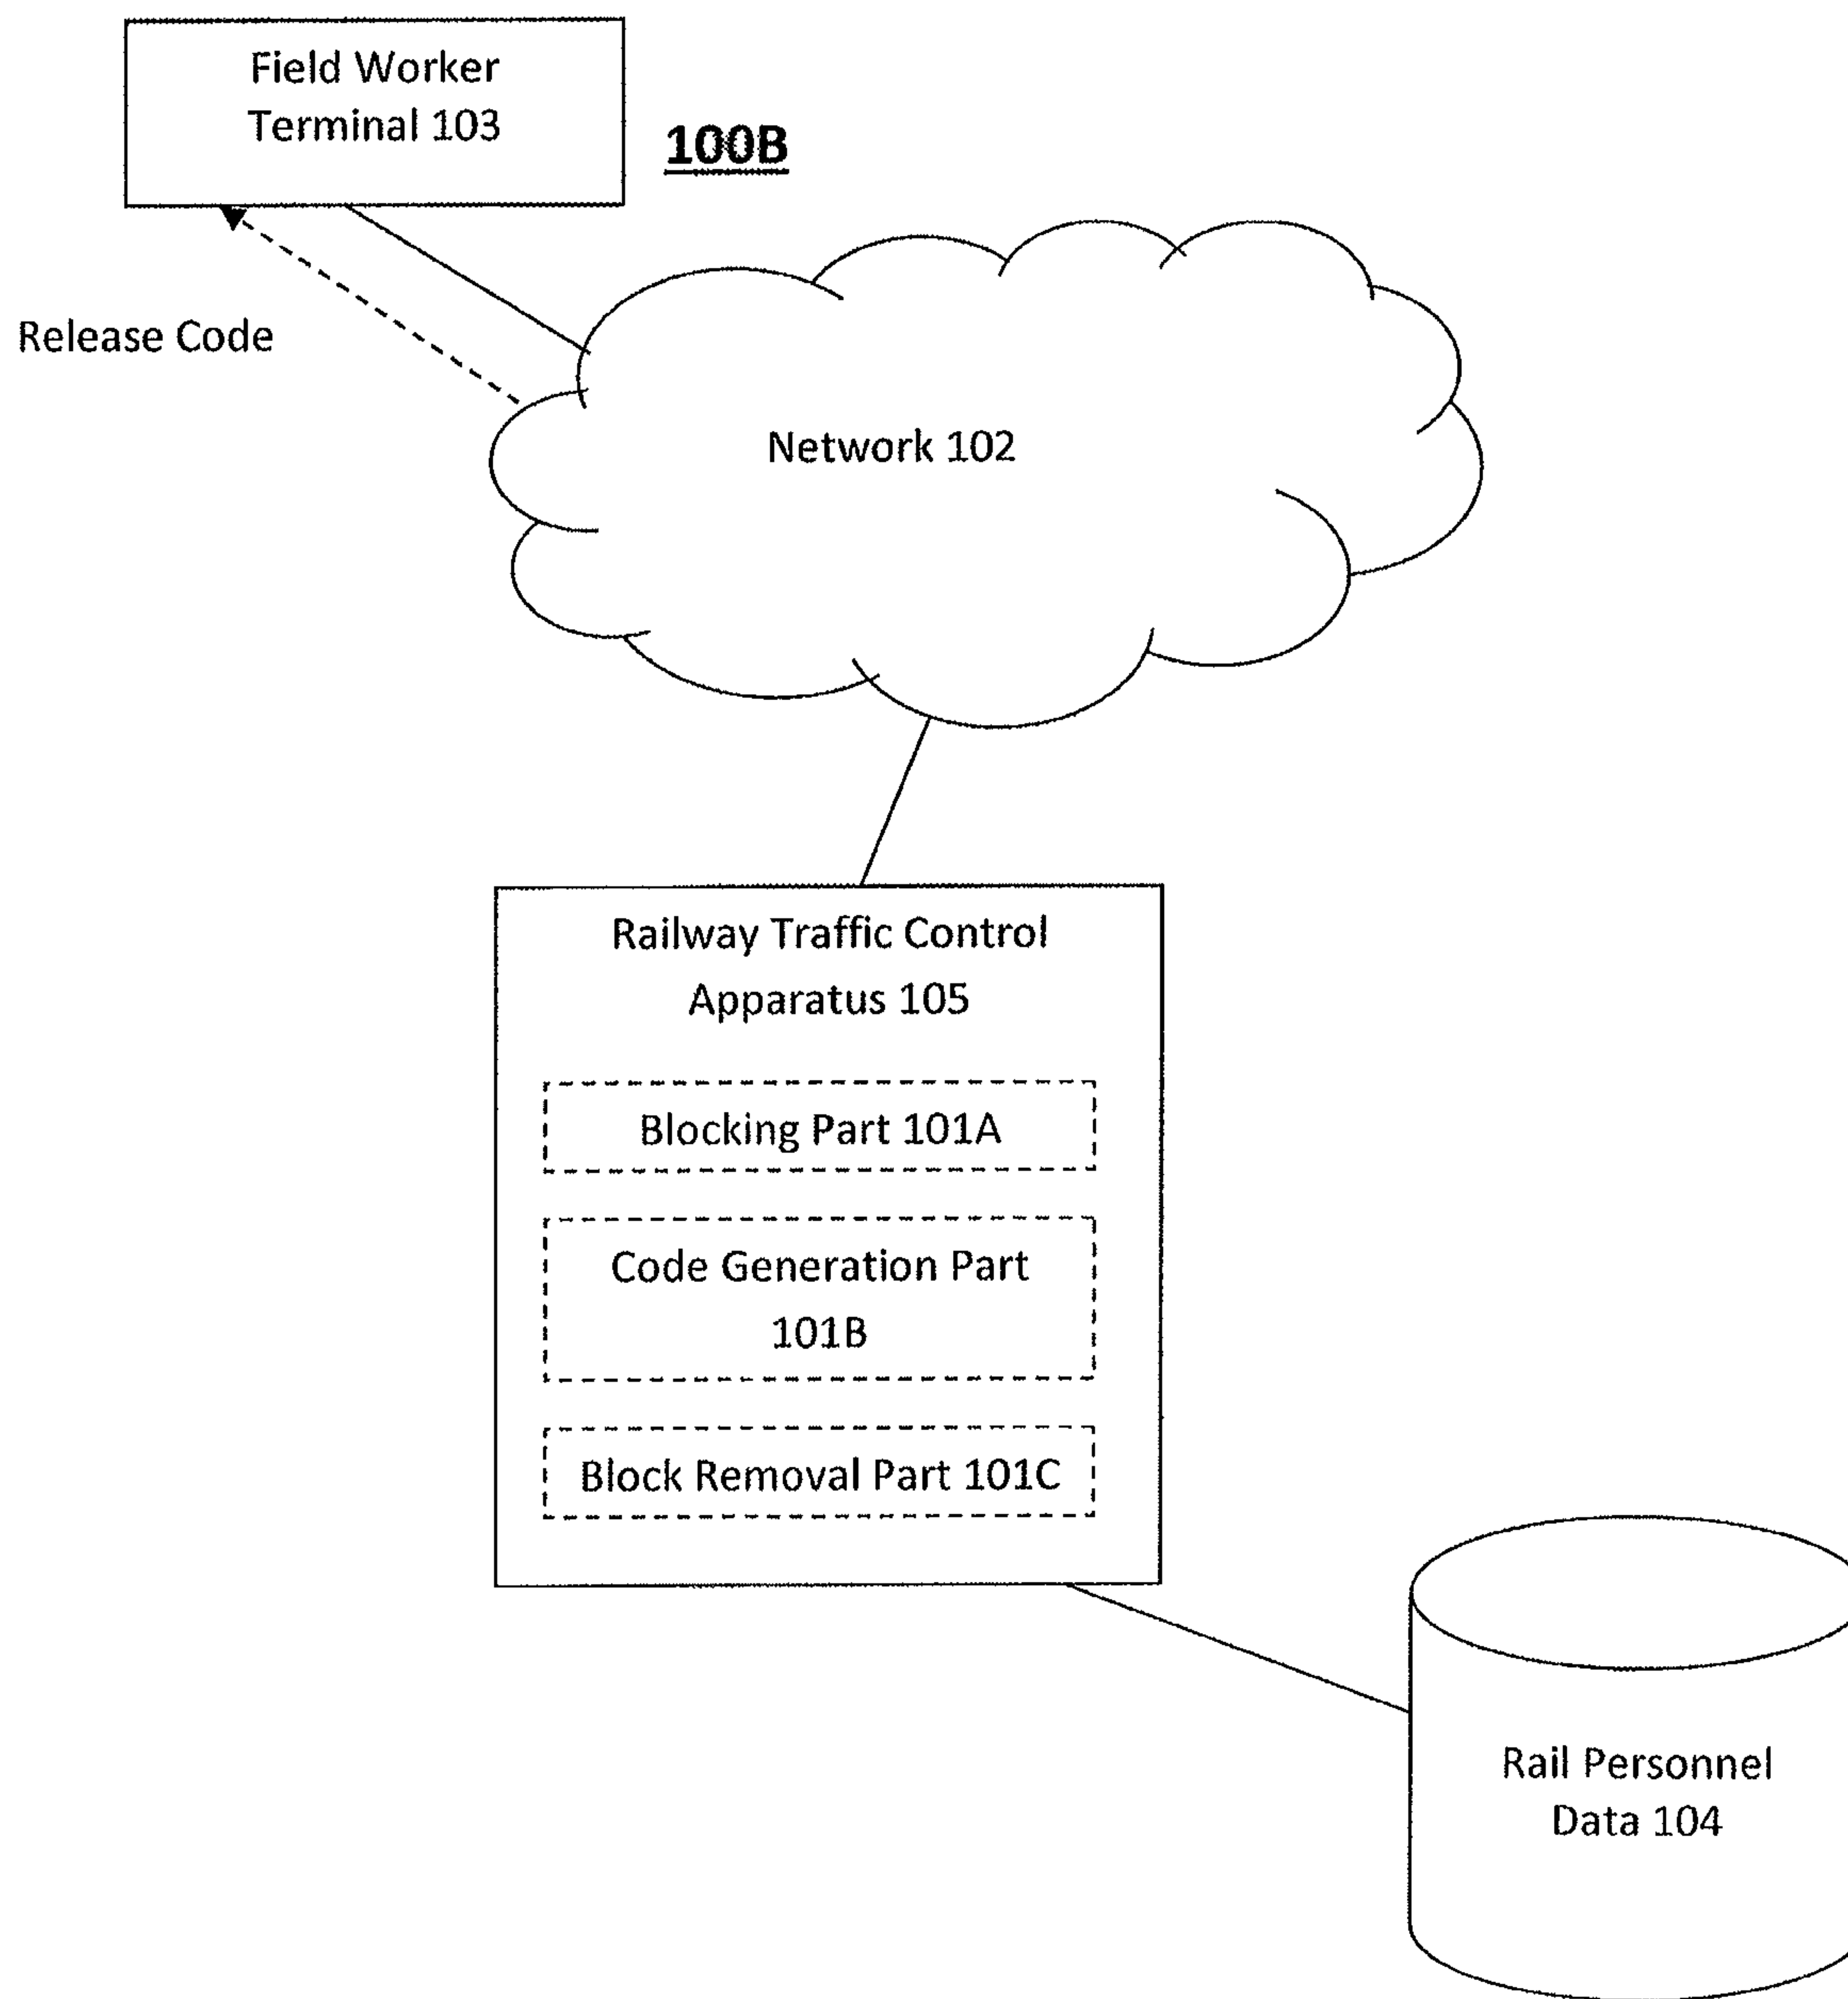 Field Worker
Terminal 103
100B
Release Code
Network 102
Railway Traffic Control
Apparatus 105
Blocking Part 101A
Code Generation Part
101B
Block Removal Part 101C
Rail Personnel
Data 104